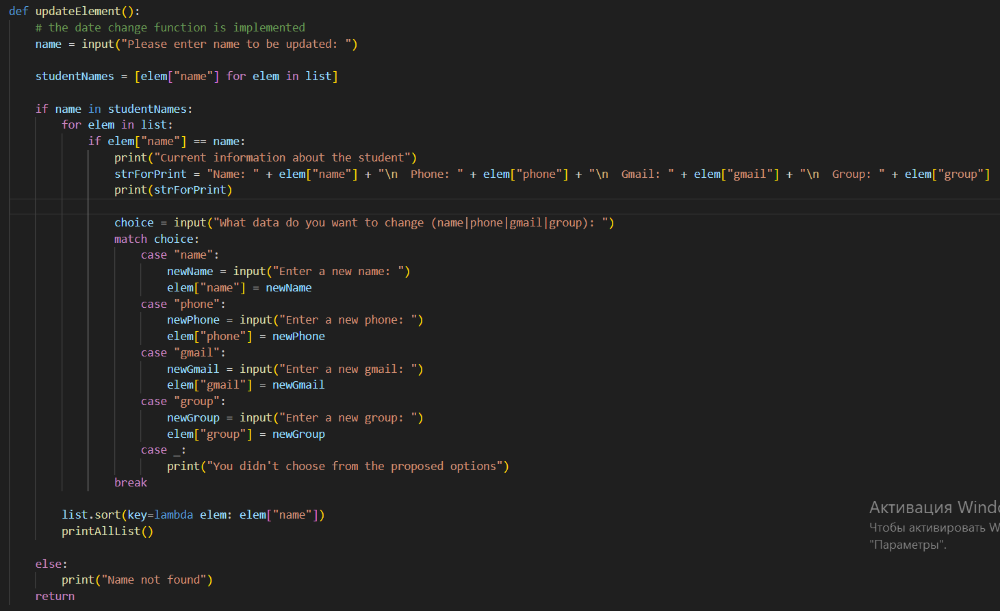 def updateElement():
    # the date change function is implemented
    name = input("Please enter name to be updated: ")

    studentNames = [elem["name"] for elem in list]

    if name in studentNames:
        for elem in list:
            if elem["name"] == name:
                print("Current information about the student")
                strForPrint = "Name: " + elem["name"] + "\n  Phone: " + elem["phone"] + "\n  Gmail: " + elem["gmail"] + "\n  Group: " + elem["group"]
                print(strForPrint)

                choice = input("What data do you want to change (name|phone|gmail|group): ")
                match choice:
                    case "name":
                        newName = input("Enter a new name: ")
                        elem["name"] = newName
                    case "phone":
                        newPhone = input("Enter a new phone: ")
                        elem["phone"] = newPhone
                    case "gmail":
                        newGmail = input("Enter a new gmail: ")
                        elem["gmail"] = newGmail
                    case "group":
                        newGroup = input("Enter a new group: ")
                        elem["group"] = newGroup
                    case _:
                        print("You didn't choose from the proposed options")
                break

        list.sort(key=lambda elem: elem["name"])
        printAllList()

    else:
        print("Name not found")
    return
Активация Windo
Чтобы активировать W
"Параметры".